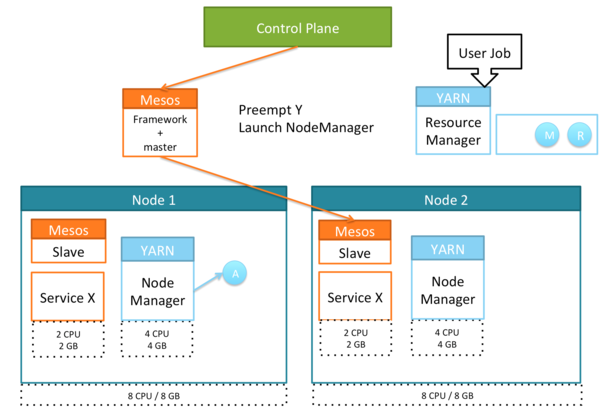 Control Plane
User Job
Mesos
Framework
+
master
Preempt Y
Launch NodeManager
YARN
Resource
Manager
M
R
Node 1
Mesos
Slave
Service X
2 CPU
2 GB
YARN
Node
Manager
4 CPU
4 GB
A
8 CPU / 8 GB
Node 2
Mesos
Slave
Service X
2 CPU
2 GB
YARN
Node
Manager
4 CPU
4 GB
8 CPU / 8 GB